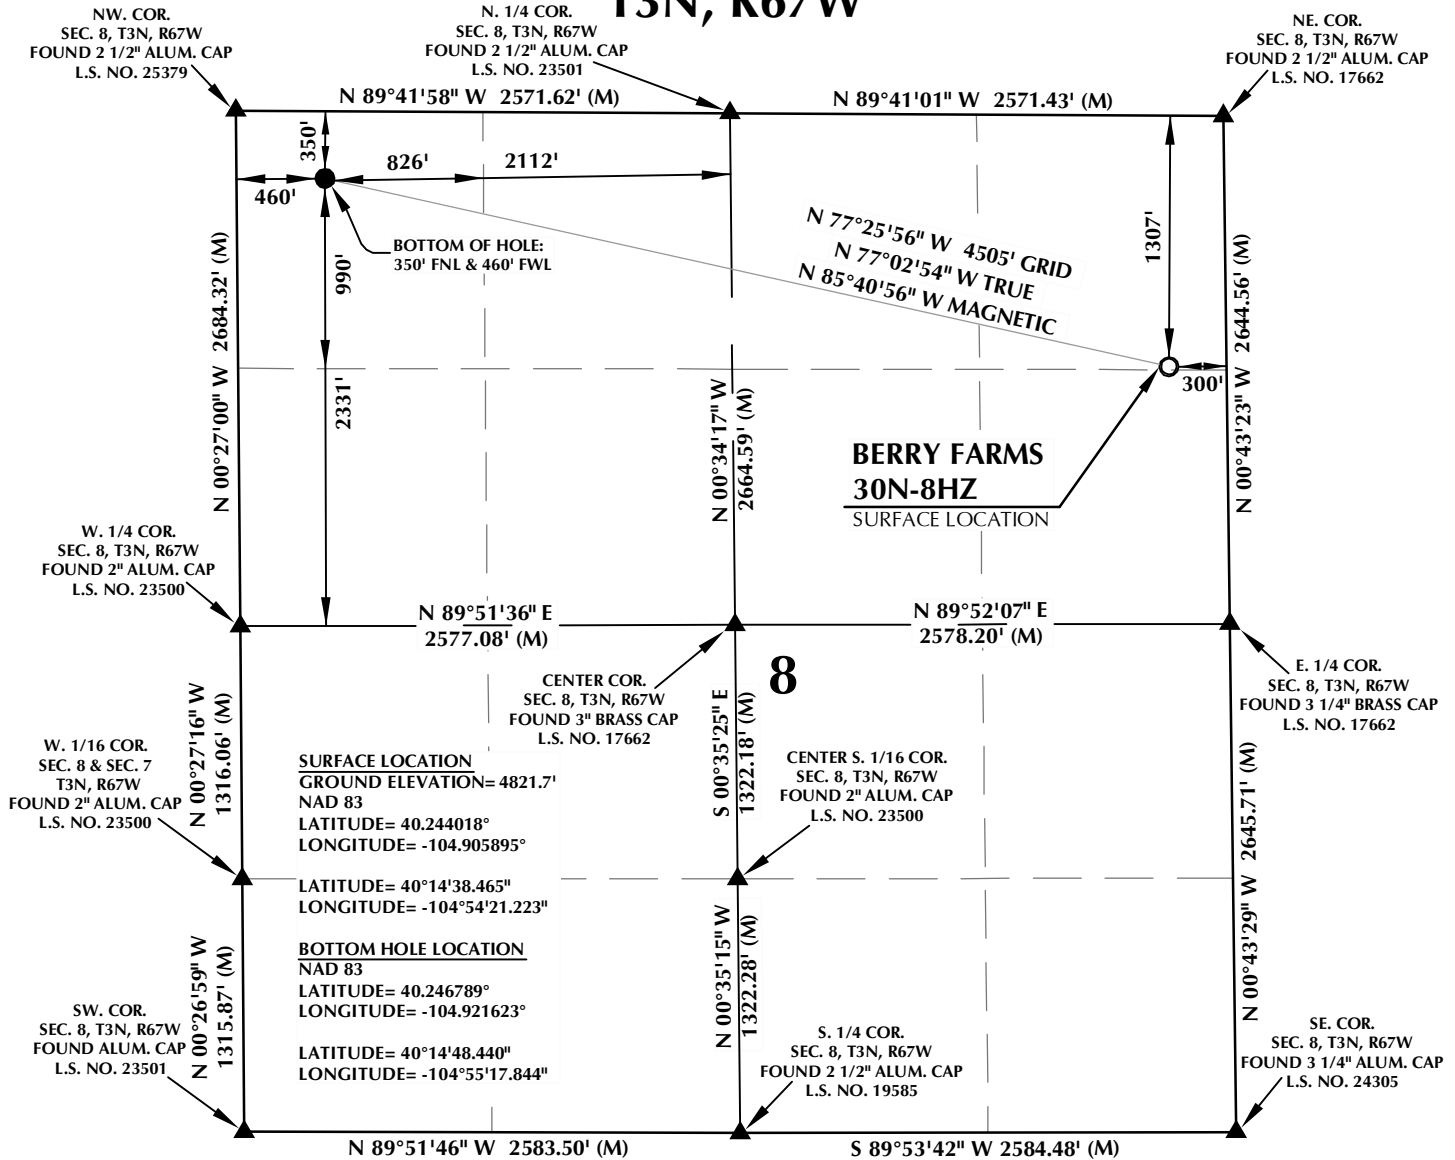 T3N, R67W
NW. COR.
SEC. 8, T3N, R67W
FOUND 2 1/2" ALUM. CAP
L.S. NO. 25379
N. 1/4 COR.
SEC. 8, T3N, R67W
FOUND 2 1/2" ALUM. CAP
L.S. NO. 23501
NE. COR.
SEC. 8, T3N, R67W
FOUND 2 1/2" ALUM. CAP
L.S. NO. 17662
N 89°41'58" W 2571.62' (M)
N 89°41'01" W 2571.43' (M)
350'
826'
2112'
460'
BOTTOM OF HOLE:
350' FNL & 460' FWL
990'
2331'
N 77°25'56" W 4505' GRID
N 77°02'54" W TRUE
N 85°40'56" W MAGNETIC
1307'
300'
N 00°27'00" W 2684.32' (M)
N 00°34'17" W
2664.59' (M)
N 00°43'23" W 2644.56' (M)
BERRY FARMS
30N-8HZ
SURFACE LOCATION
W. 1/4 COR.
SEC. 8, T3N, R67W
FOUND 2" ALUM. CAP
L.S. NO. 23500
N 89°51'36" E
2577.08' (M)
N 89°52'07" E
2578.20' (M)
8
CENTER COR.
SEC. 8, T3N, R67W
FOUND 3" BRASS CAP
L.S. NO. 17662
E. 1/4 COR.
SEC. 8, T3N, R67W
FOUND 3 1/4" BRASS CAP
L.S. NO. 17662
N 00°27'16" W
1316.06' (M)
S 00°35'25" E
1322.18' (M)
W. 1/16 COR.
SEC. 8 & SEC. 7
T3N, R67W
FOUND 2" ALUM. CAP
L.S. NO. 23500
CENTER S. 1/16 COR.
SEC. 8, T3N, R67W
FOUND 2" ALUM. CAP
L.S. NO. 23500
SURFACE LOCATION
GROUND ELEVATION= 4821.7'
NAD 83
LATITUDE= 40.244018°
LONGITUDE= -104.905895°
LATITUDE= 40°14'38.465"
LONGITUDE= -104°54'21.223"
BOTTOM HOLE LOCATION
NAD 83
LATITUDE= 40.246789°
LONGITUDE= -104.921623°
LATITUDE= 40°14'48.440"
LONGITUDE= -104°55'17.844"
N 00°43'29" W 2645.71' (M)
N 00°26'59" W
1315.87' (M)
N 00°35'15" W
1322.28' (M)
SW. COR.
SEC. 8, T3N, R67W
FOUND ALUM. CAP
L.S. NO. 23501
S. 1/4 COR.
SEC. 8, T3N, R67W
FOUND 2 1/2" ALUM. CAP
L.S. NO. 19585
SE. COR.
SEC. 8, T3N, R67W
FOUND 3 1/4" ALUM. CAP
L.S. NO. 24305
N 89°51'46" W 2583.50' (M)
S 89°53'42" W 2584.48' (M)